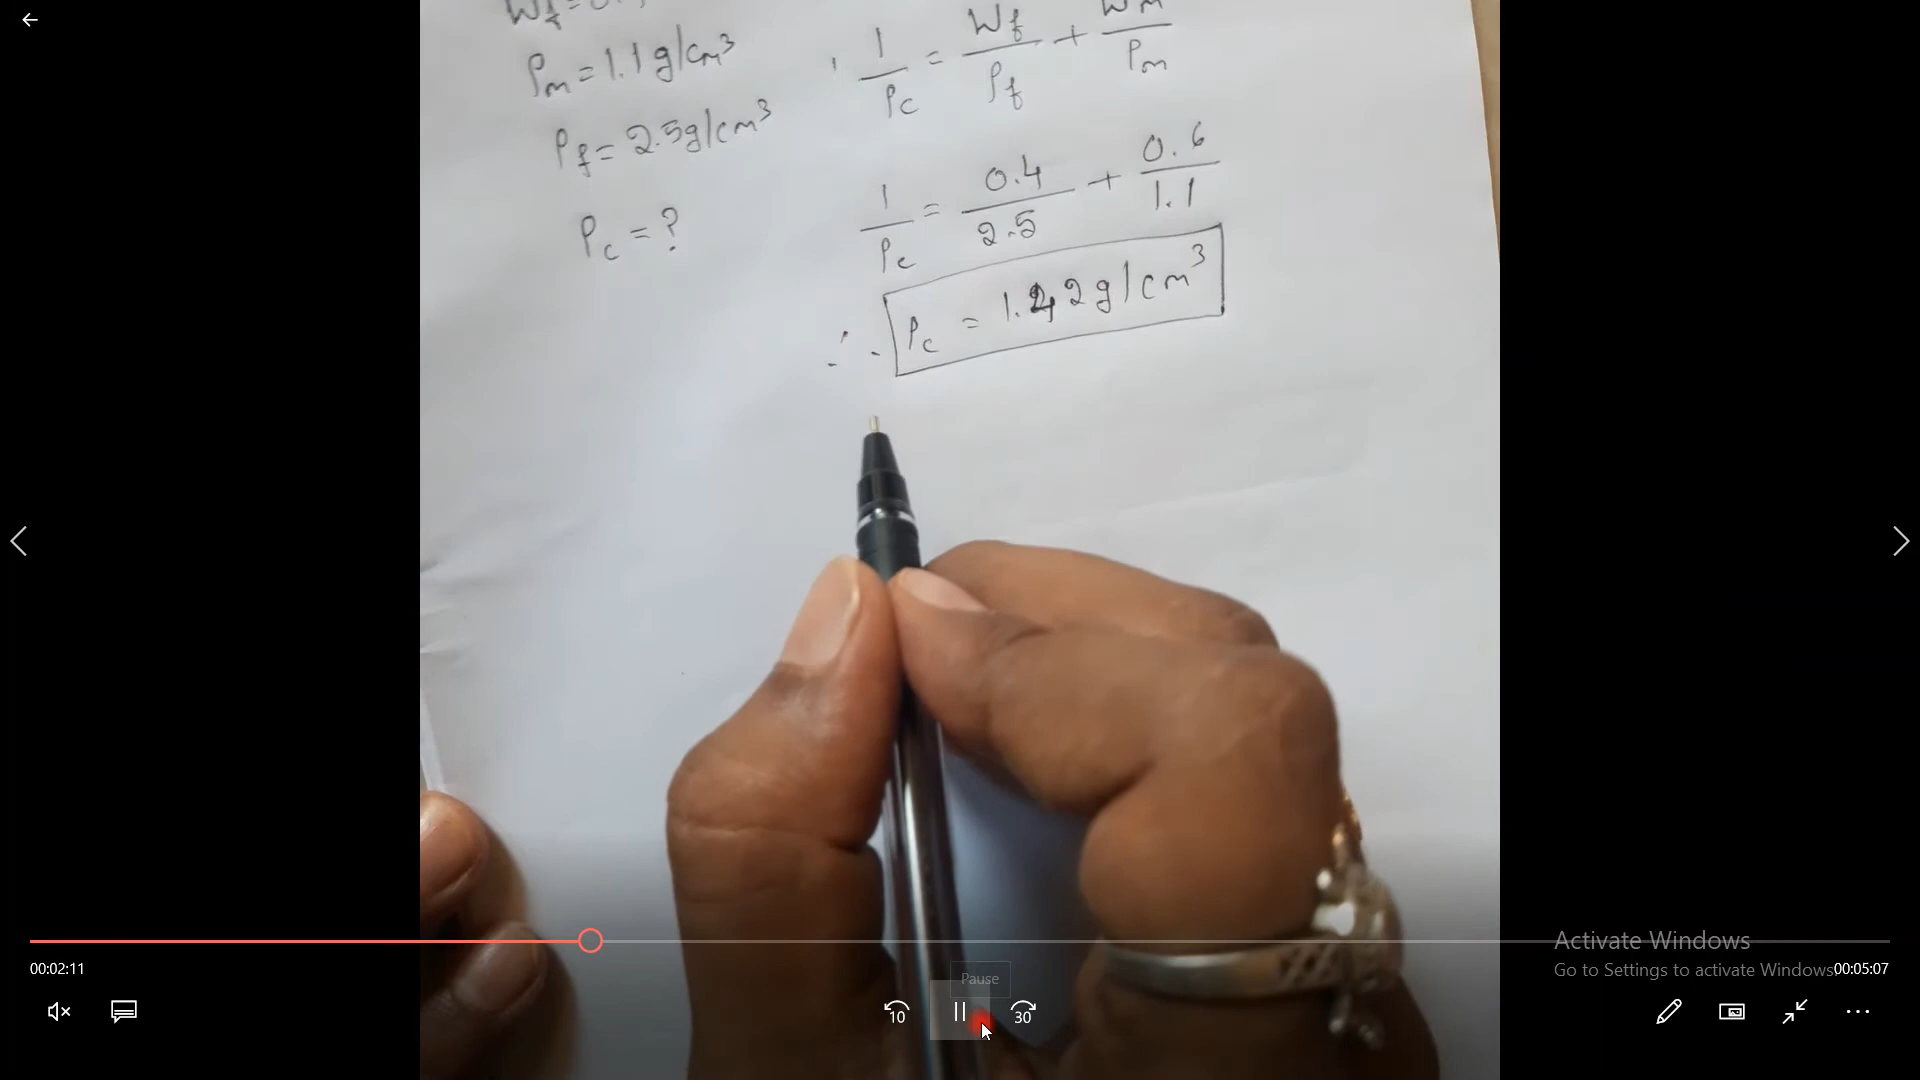 ρm = 1.1 g/cm³
ρf = 2.5 g/cm³
ρc = ?
1/ρc = Wf/ρf + Wm/ρm
1/ρc = 0.4/2.5 + 0.6/1.1
∴ ρc = 1.42 g/cm³
Activate Windows
Go to Settings to activate Windows
00:02:11
00:05:07
Pause
10
30